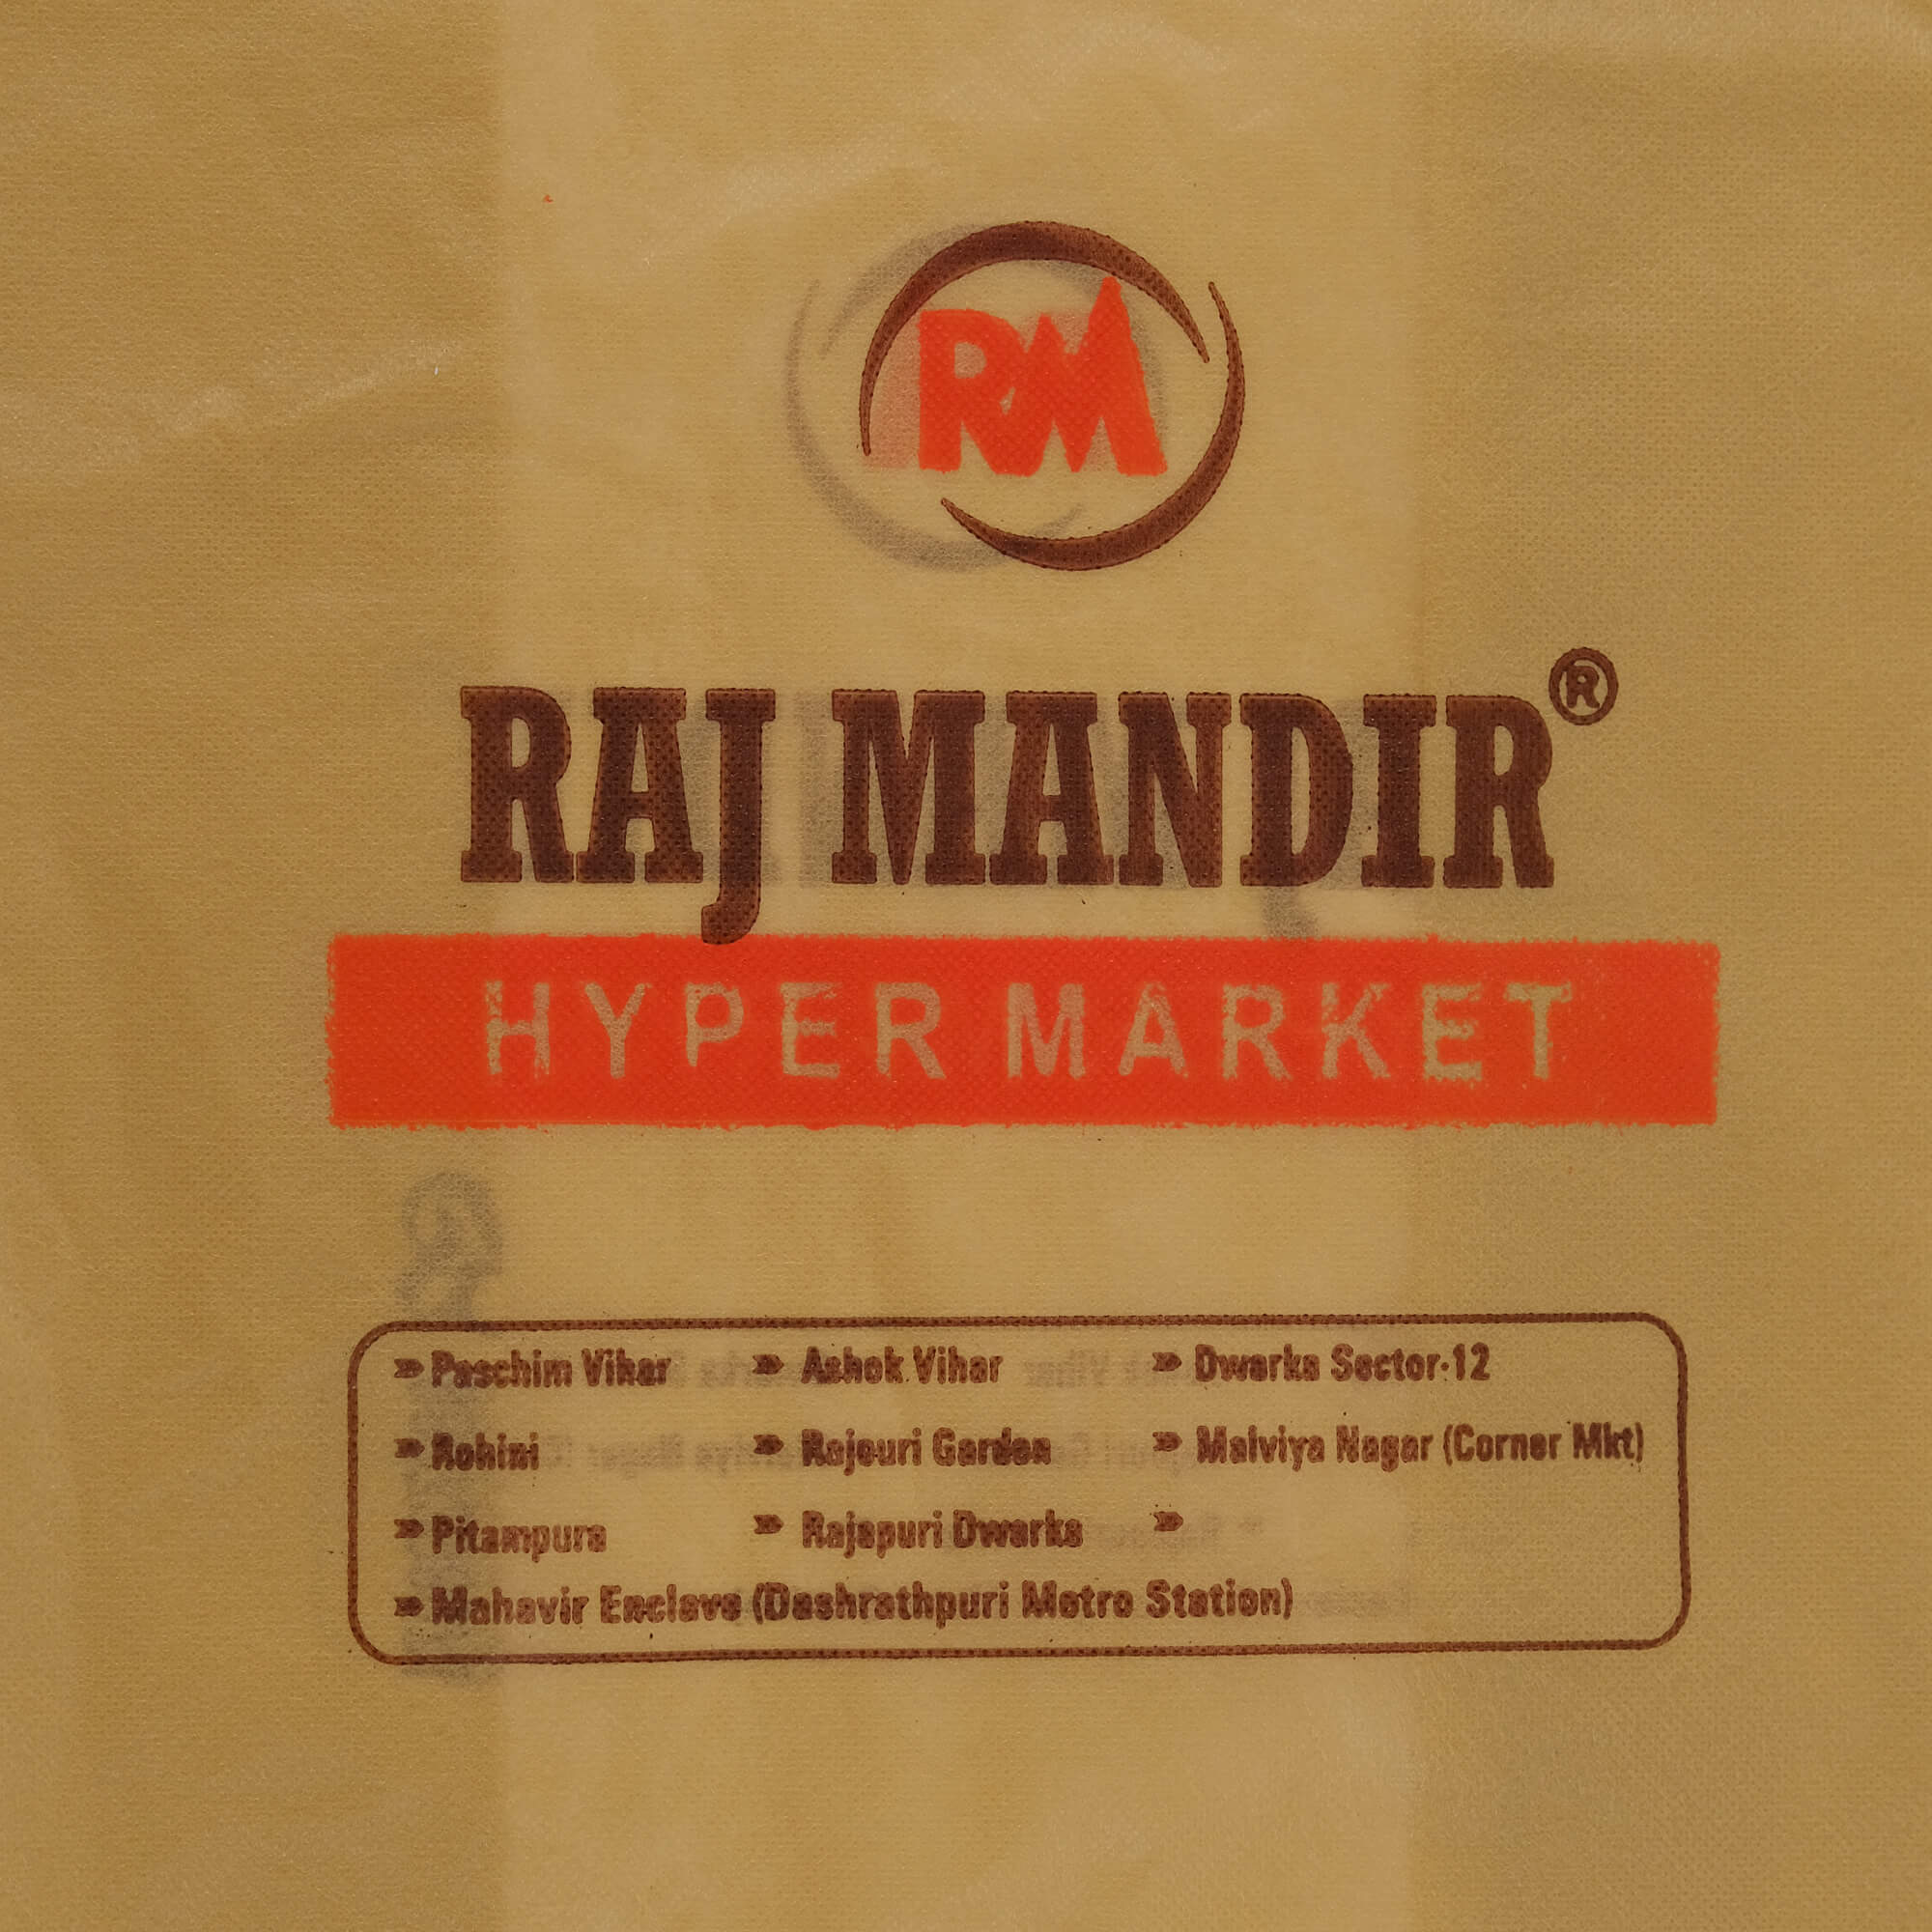 RM
RAJ MANDIR®
HYPER MARKET
» Paschim Vihar » Ashok Vihar » Dwarka Sector-12
» Rohini » Rajouri Garden » Malviya Nagar (Corner Mkt)
» Pitampura » Rajapuri Dwarka »
» Mahavir Enclave (Dashrathpuri Metro Station)